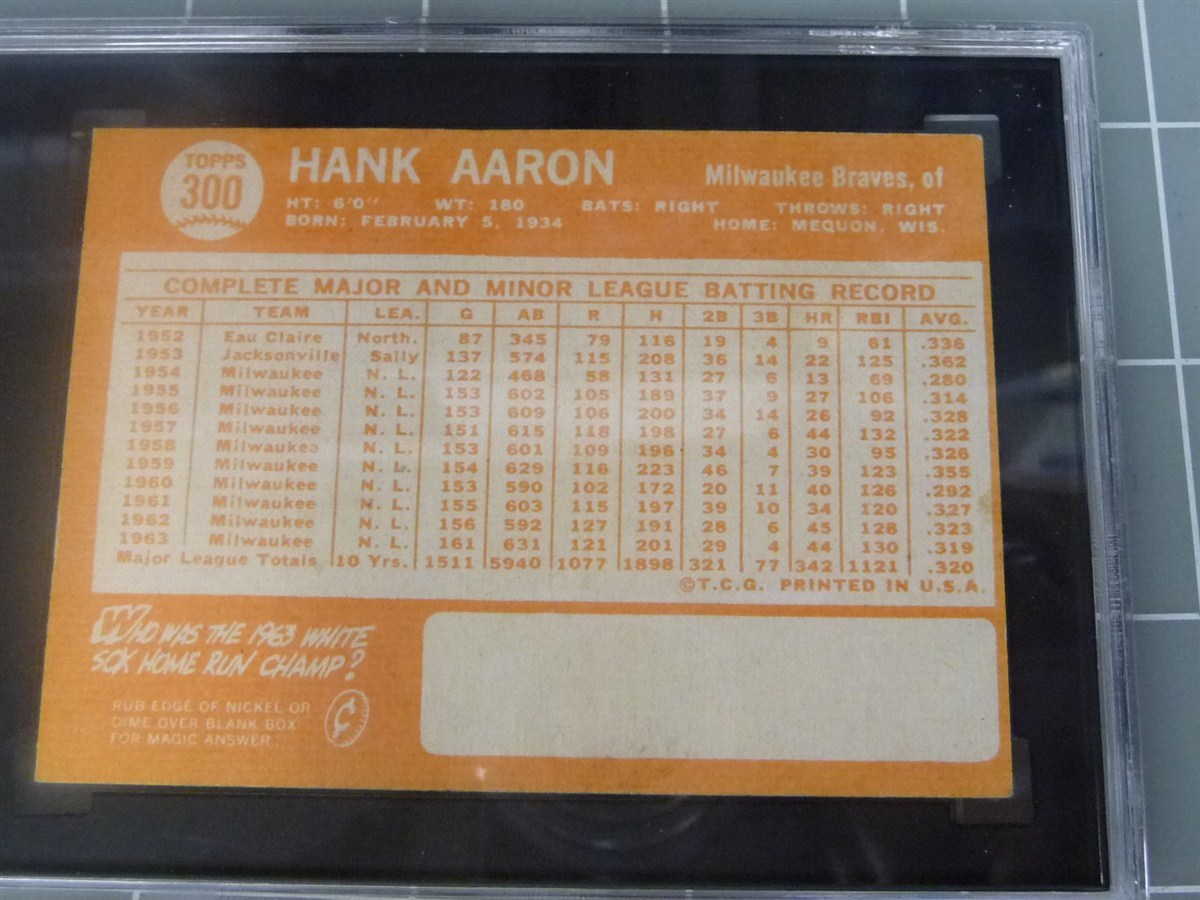 TOPPS
300
HANK AARON
Milwaukee Braves, of
HT: 6'0" WT: 180 BATS: RIGHT THROWS: RIGHT
BORN: FEBRUARY 5, 1934 HOME: MEQUON, WIS.
COMPLETE MAJOR AND MINOR LEAGUE BATTING RECORD
YEAR TEAM LEA. G AB R H 2B 3B HR RBI AVG.
1952 Eau Claire North. 87 345 79 116 19 4 9 61 .336
1953 Jacksonville Sally 137 574 115 208 36 14 22 125 .362
1954 Milwaukee N. L. 122 468 58 131 27 6 13 69 .280
1955 Milwaukee N. L. 153 602 105 189 37 9 27 106 .314
1956 Milwaukee N. L. 153 609 106 200 34 14 26 92 .328
1957 Milwaukee N. L. 151 615 118 198 27 6 44 132 .322
1958 Milwaukee N. L. 153 601 109 196 34 4 30 95 .326
1959 Milwaukee N. L. 154 629 116 223 46 7 39 123 .355
1960 Milwaukee N. L. 153 590 102 172 20 11 40 126 .292
1961 Milwaukee N. L. 155 603 115 197 39 10 34 120 .327
1962 Milwaukee N. L. 156 592 127 191 28 6 45 128 .323
1963 Milwaukee N. L. 161 631 121 201 29 4 44 130 .319
Major League Totals 10 Yrs. 1511 5940 1077 1898 321 77 342 1121 .320
©T.C.G. PRINTED IN U.S.A.
WHO WAS THE 1963 WHITE
SOX HOME RUN CHAMP?
RUB EDGE OF NICKEL OR
DIME OVER BLANK BOX
FOR MAGIC ANSWER
¢